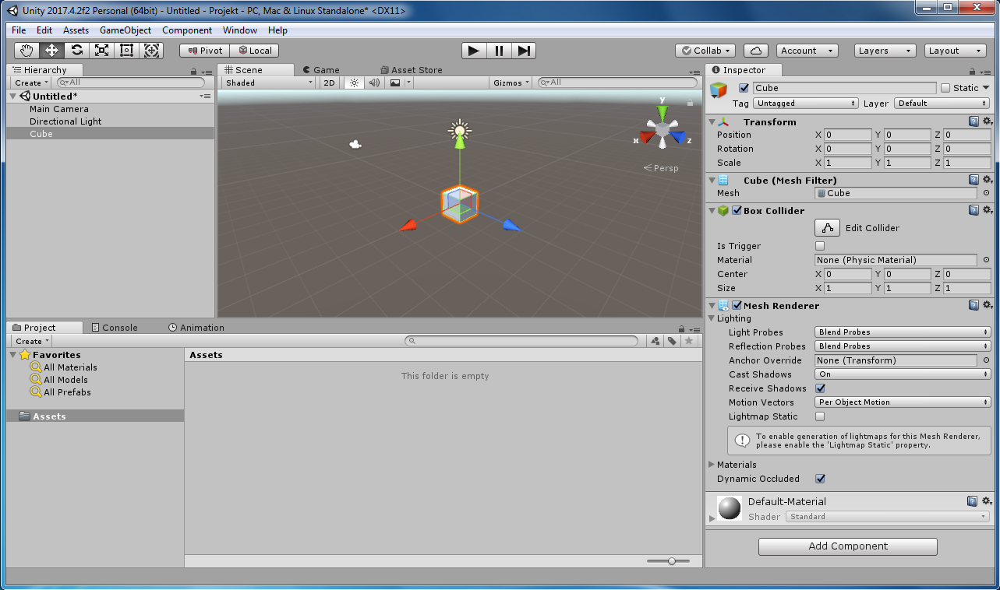 Unity 2017.4.2f2 Personal (64bit) - Untitled - Projekt - PC, Mac & Linux Standalone* <DX11>
File Edit Assets GameObject Component Window Help
Pivot Local Collab Account Layers Layout
Hierarchy
Create All
Untitled*
Main Camera
Directional Light
Cube
Scene Game Asset Store
Shaded 2D Gizmos All
y
x z
Persp
Inspector
Cube Static
Tag Untagged Layer Default
Transform
Position X 0 Y 0 Z 0
Rotation X 0 Y 0 Z 0
Scale X 1 Y 1 Z 1
Cube (Mesh Filter)
Mesh Cube
Box Collider
Edit Collider
Is Trigger
Material None (Physic Material)
Center X 0 Y 0 Z 0
Size X 1 Y 1 Z 1
Mesh Renderer
Lighting
Light Probes Blend Probes
Reflection Probes Blend Probes
Anchor Override None (Transform)
Cast Shadows On
Receive Shadows
Motion Vectors Per Object Motion
Lightmap Static
To enable generation of lightmaps for this Mesh Renderer,
please enable the 'Lightmap Static' property.
Materials
Dynamic Occluded
Default-Material
Shader Standard
Add Component
Project Console Animation
Create
Favorites
All Materials
All Models
All Prefabs
Assets
Assets
This folder is empty